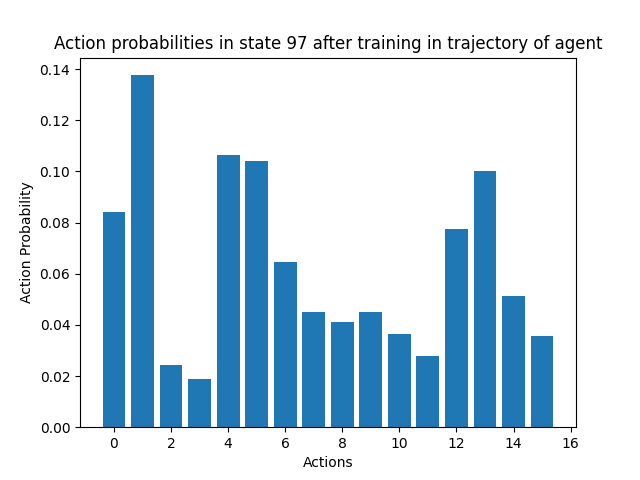 Action probabilities in state 97 after training in trajectory of agent
0.14
0.12
0.10
0.08
0.06
0.04
0.02
0.00
Action Probability
0 2 4 6 8 10 12 14 16
Actions